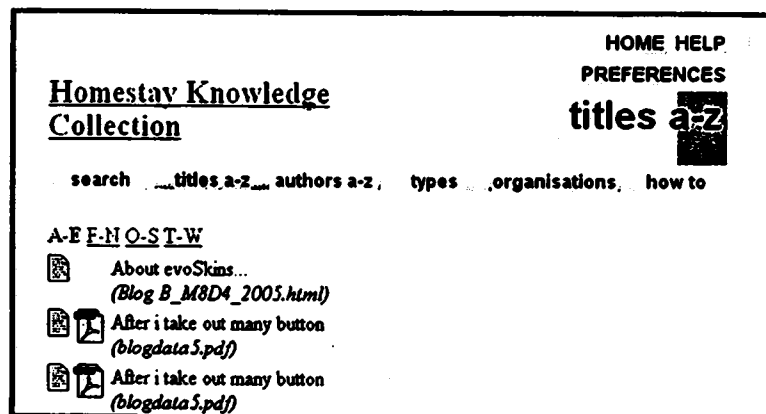 HOME HELP
PREFERENCES
Homestay Knowledge
Collection
titles a-z
search titles a-z authors a-z types organisations how to
A-E F-N O-S T-W
About evoSkins...
(Blog B_M8D4_2005.html)
After i take out many button
(blogdata5.pdf)
After i take out many button
(blogdata5.pdf)